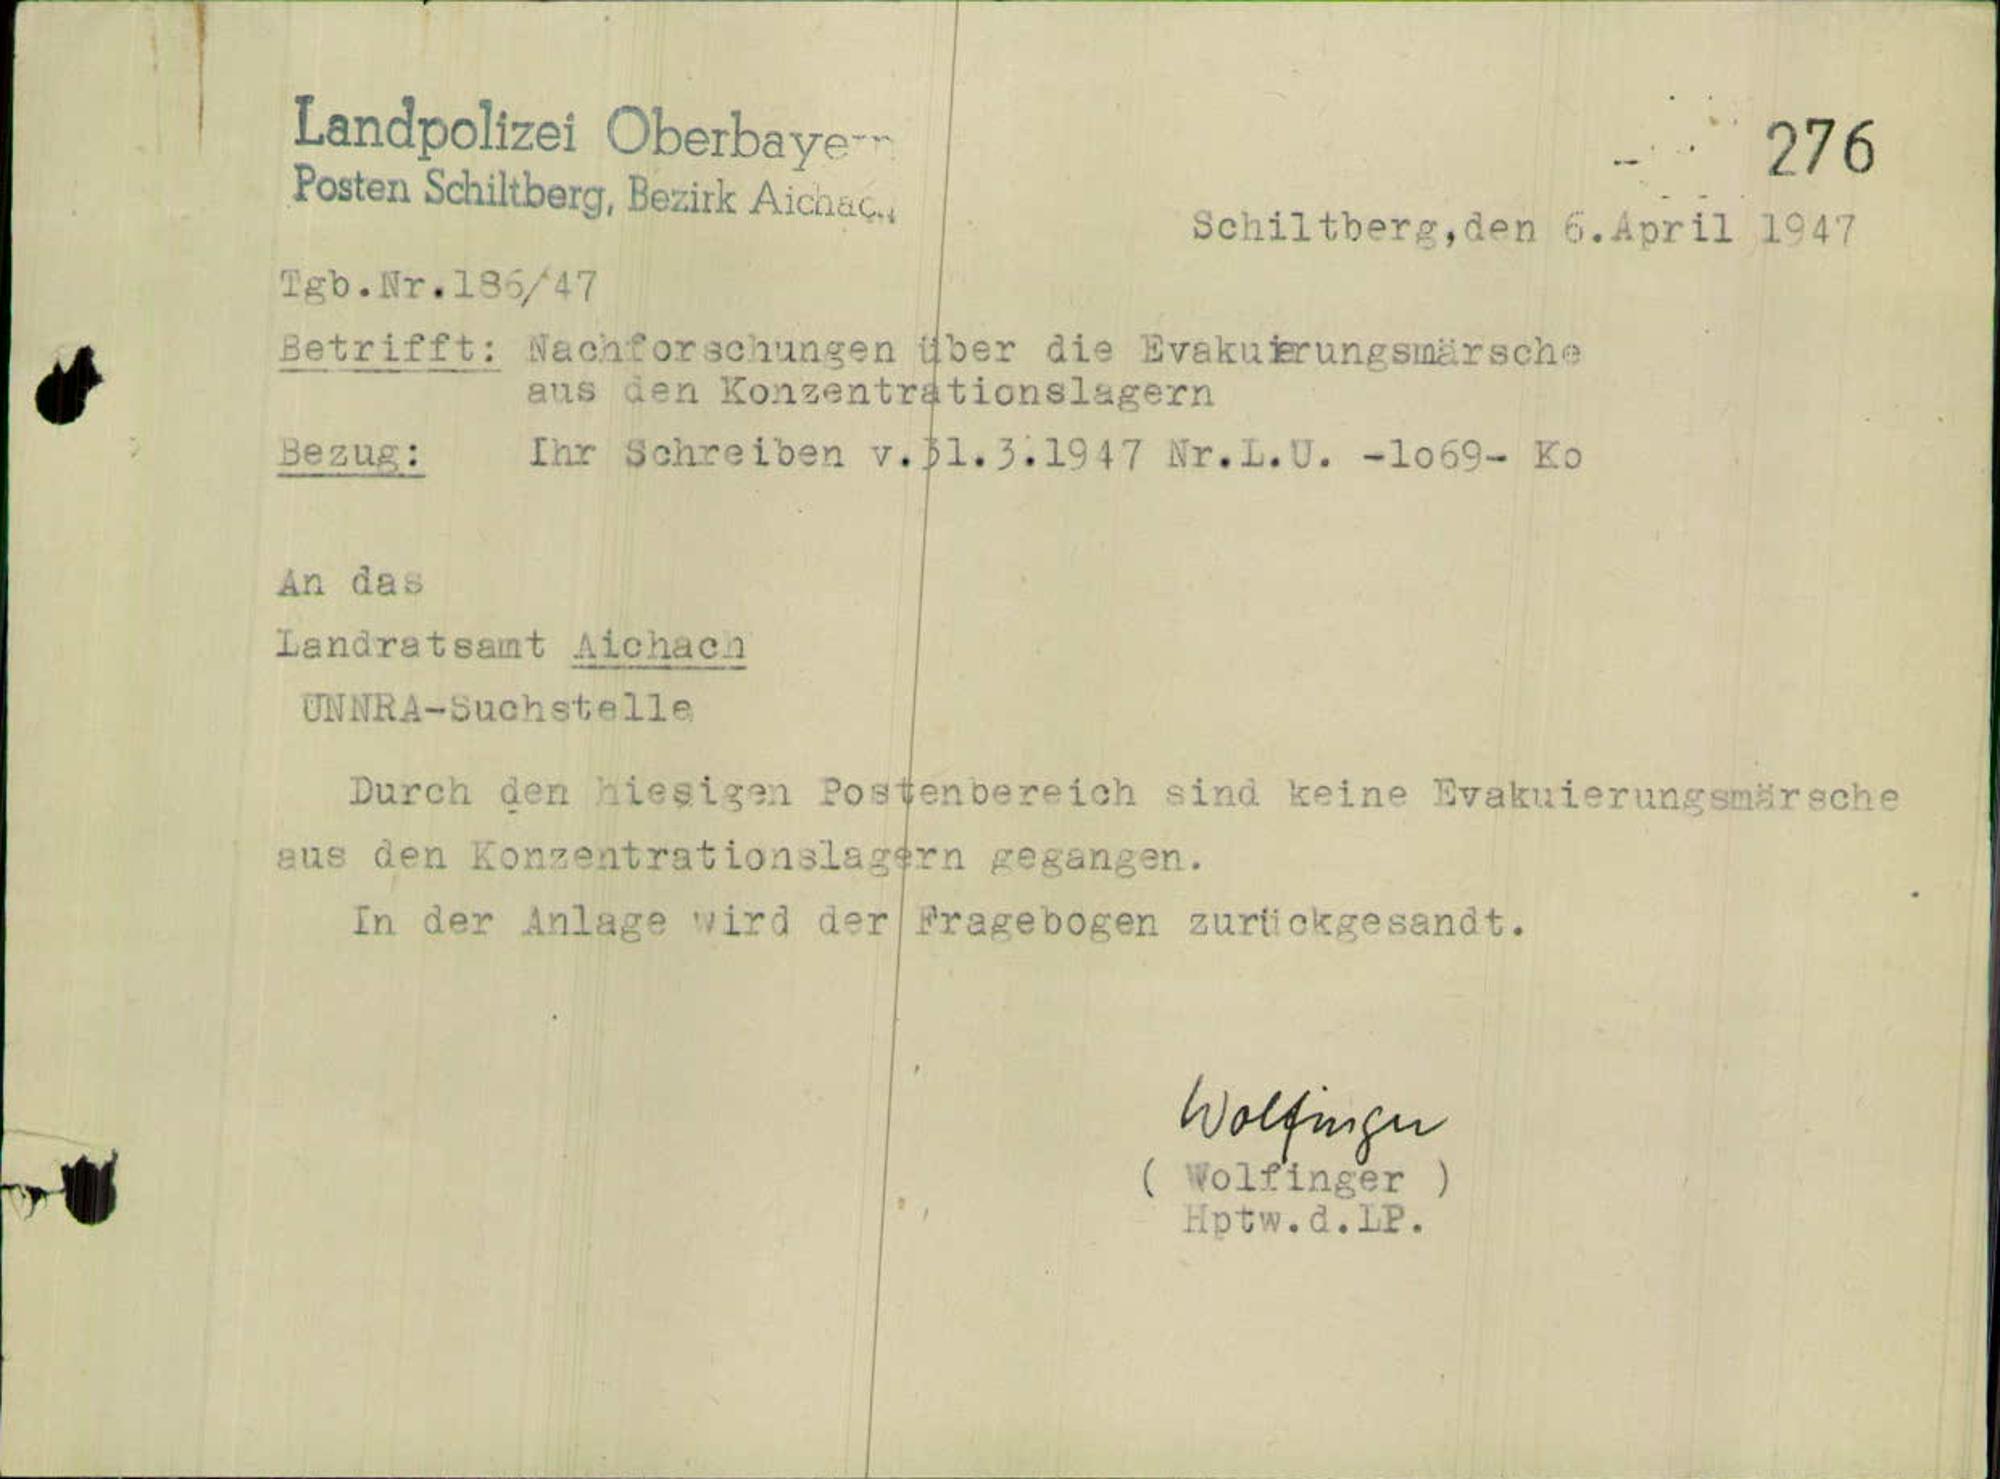 Landpolizei Oberbayern
Posten Schiltberg, Bezirk Aichach
276
Schiltberg,den 6.April 1947
Tgb.Nr.186/47
Betrifft: Nachforschungen über die Evakuierungsmärsche
aus den Konzentrationslagern
Bezug: Ihr Schreiben v.31.3.1947 Nr.L.U. -1o69- Ko
An das
Landratsamt Aichach
UNNRA-Suchstelle
Durch den hiesigen Postenbereich sind keine Evakuierungsmärsche
aus den Konzentrationslagern gegangen.
In der Anlage wird der Fragebogen zurückgesandt.
Wolfinger
( Wolfinger )
Hptw.d.LP.